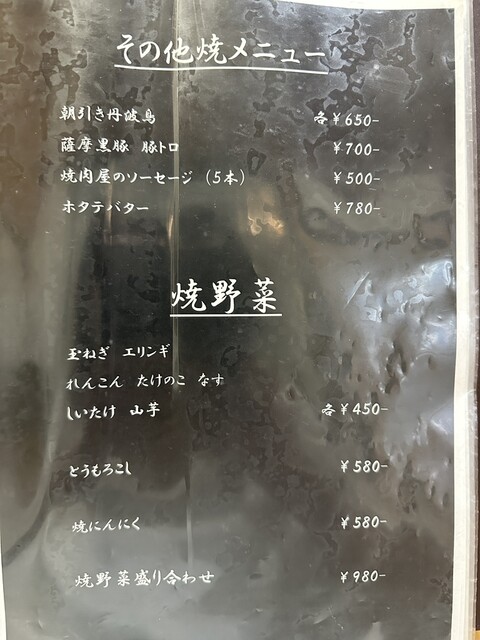 その他焼メニュー
朝引き丹波鳥 各¥650-
薩摩黒豚 豚トロ ¥700-
焼肉屋のソーセージ（5本） ¥500-
ホタテバター ¥780-
焼野菜
玉ねぎ エリンギ
れんこん たけのこ なす
しいたけ 山芋 各¥450-
とうもろこし ¥580-
焼にんにく ¥580-
焼野菜盛り合わせ ¥980-